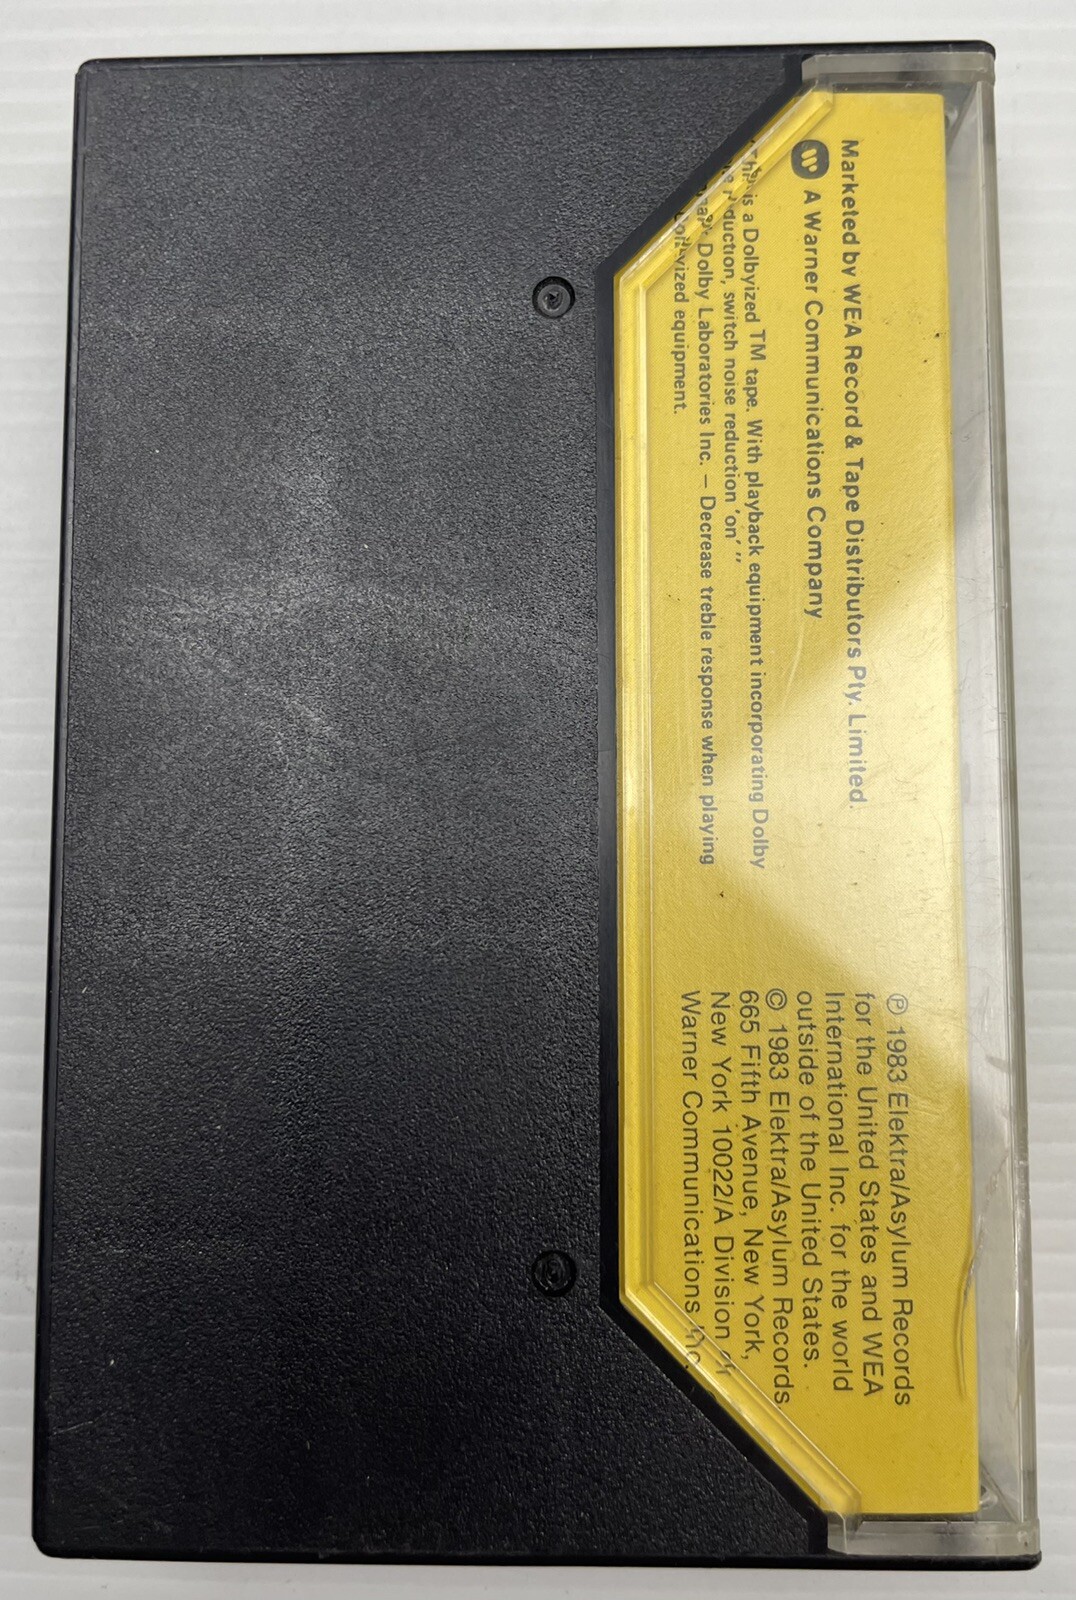 Marketed by WEA Record & Tape Distributors Pty. Limited.
A Warner Communications Company
This is a Dolbyized TM tape. With playback equipment incorporating Dolby
switch noise reduction ‘on’ ”
Dolby Laboratories Inc. – Decrease treble response when playing
equipment.
℗ 1983 Elektra/Asylum Records
for the United States and WEA
International Inc. for the world
outside of the United States.
© 1983 Elektra/Asylum Records
665 Fifth Avenue, New York,
New York 10022/A Division of
Warner Communications Inc.